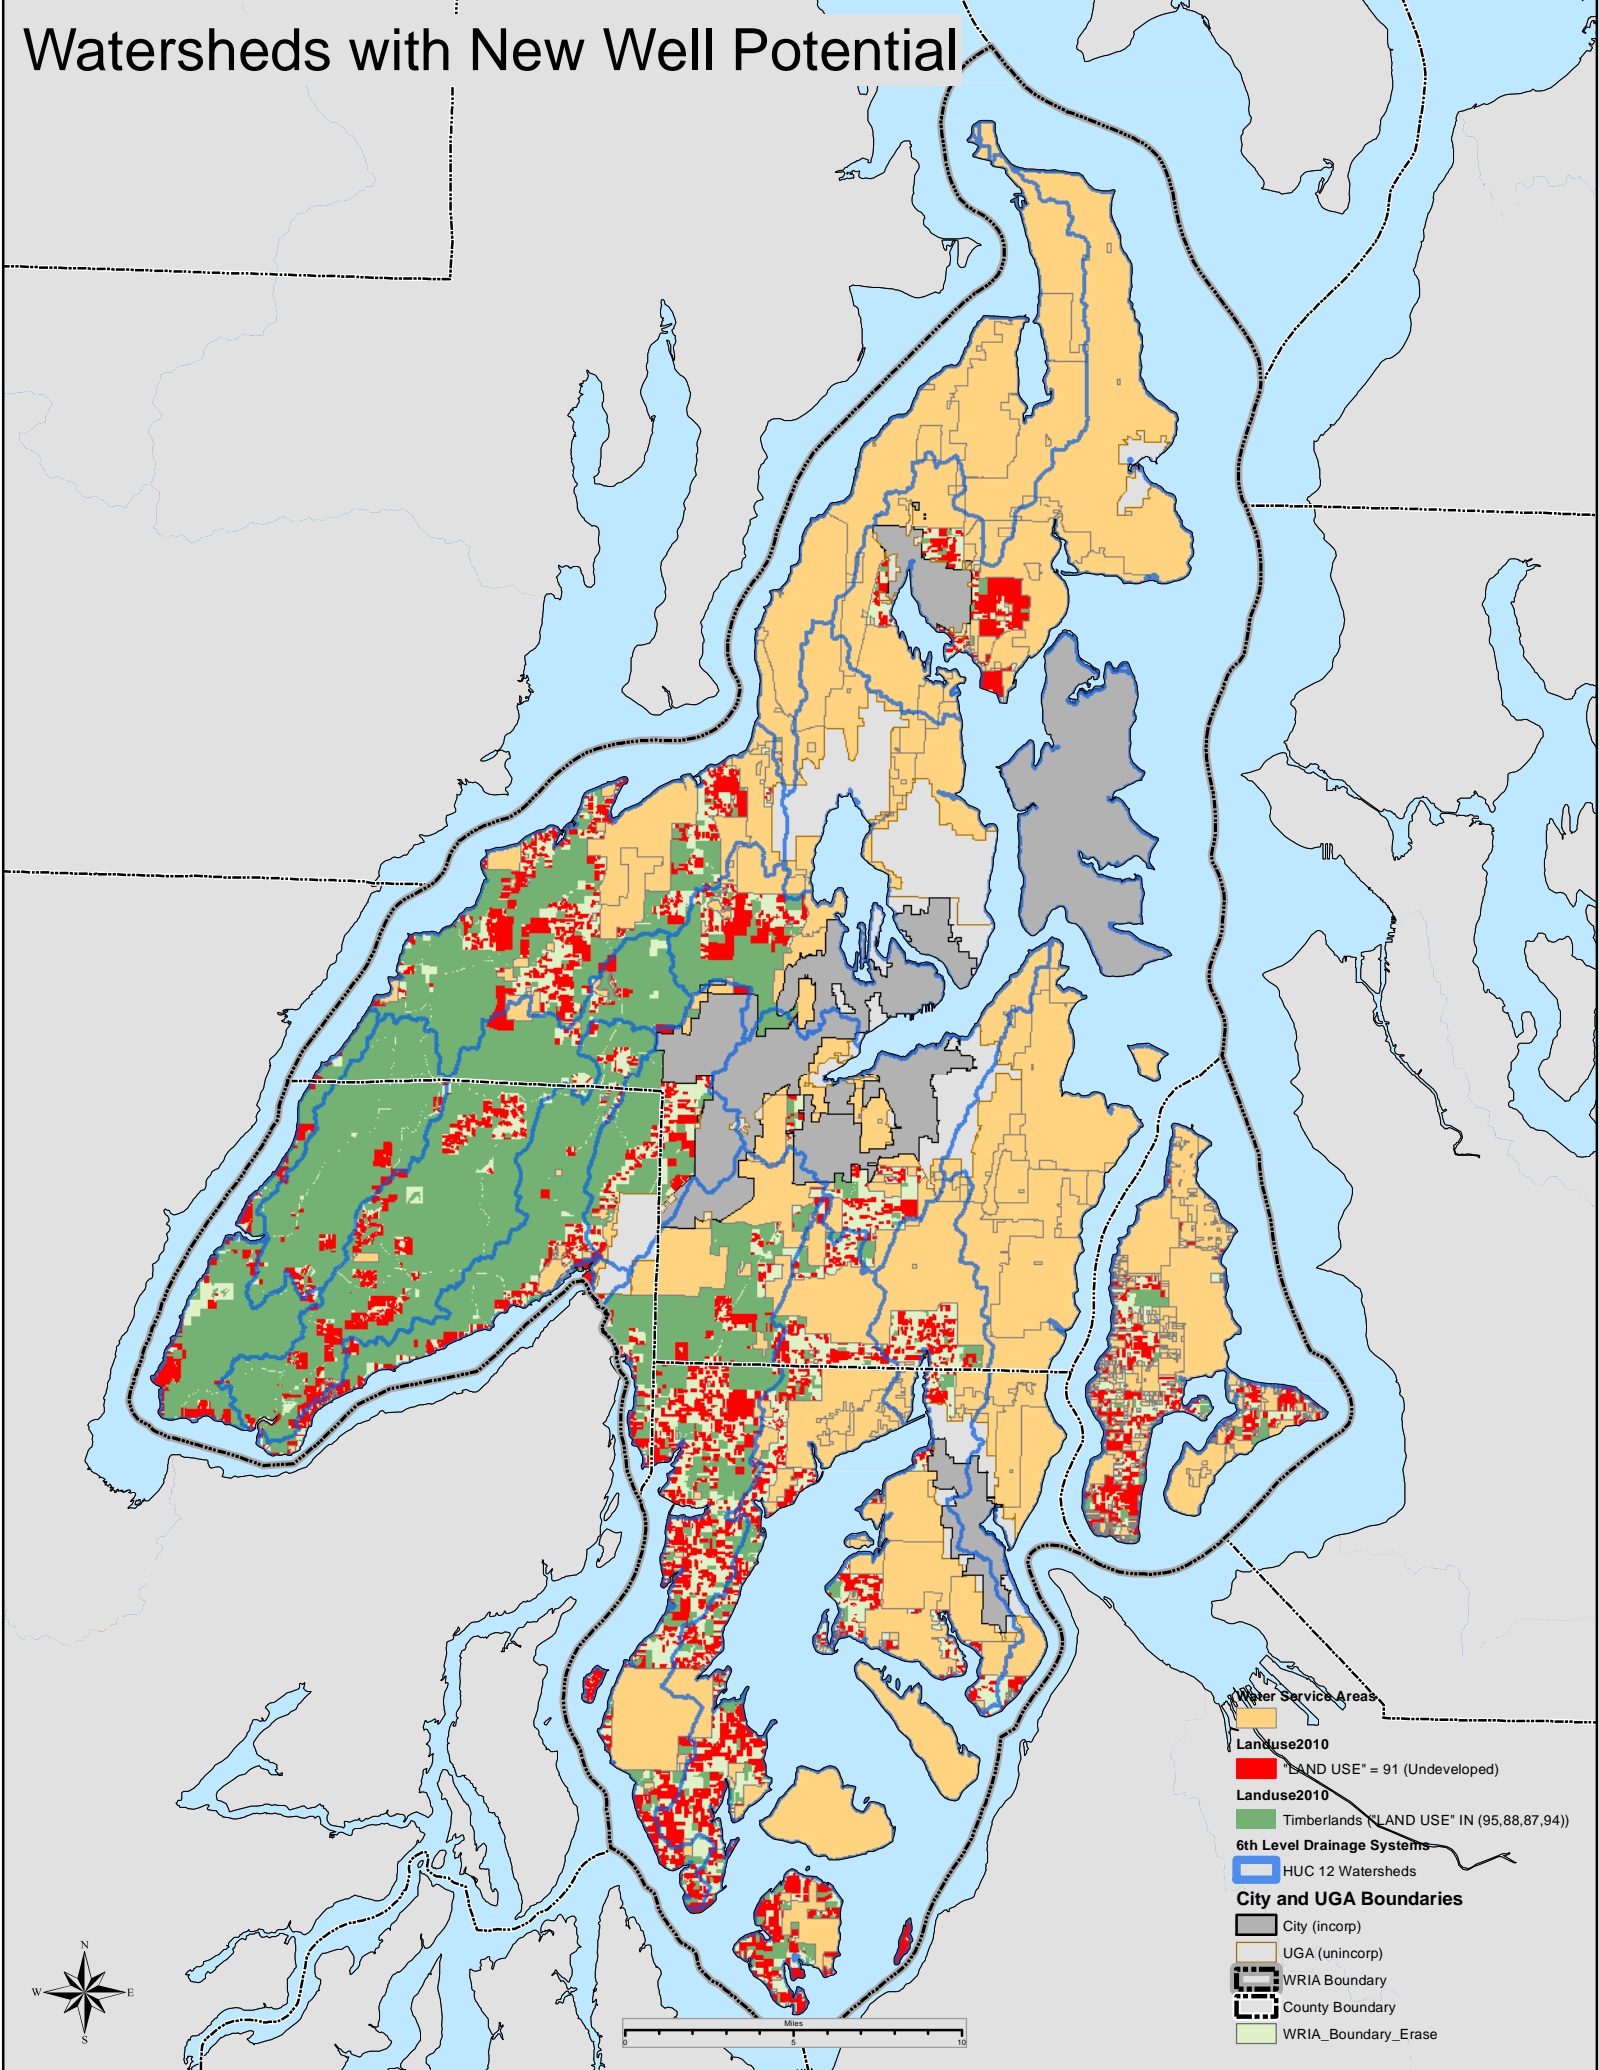 Watersheds with New Well Potential
Water Service Areas
Landuse2010
"LAND USE" = 91 (Undeveloped)
Landuse2010
Timberlands ("LAND USE" IN (95,88,87,94))
6th Level Drainage Systems
HUC 12 Watersheds
City and UGA Boundaries
City (incorp)
UGA (unincorp)
WRIA Boundary
County Boundary
WRIA_Boundary_Erase
N
W E
S
Miles
0 5 10